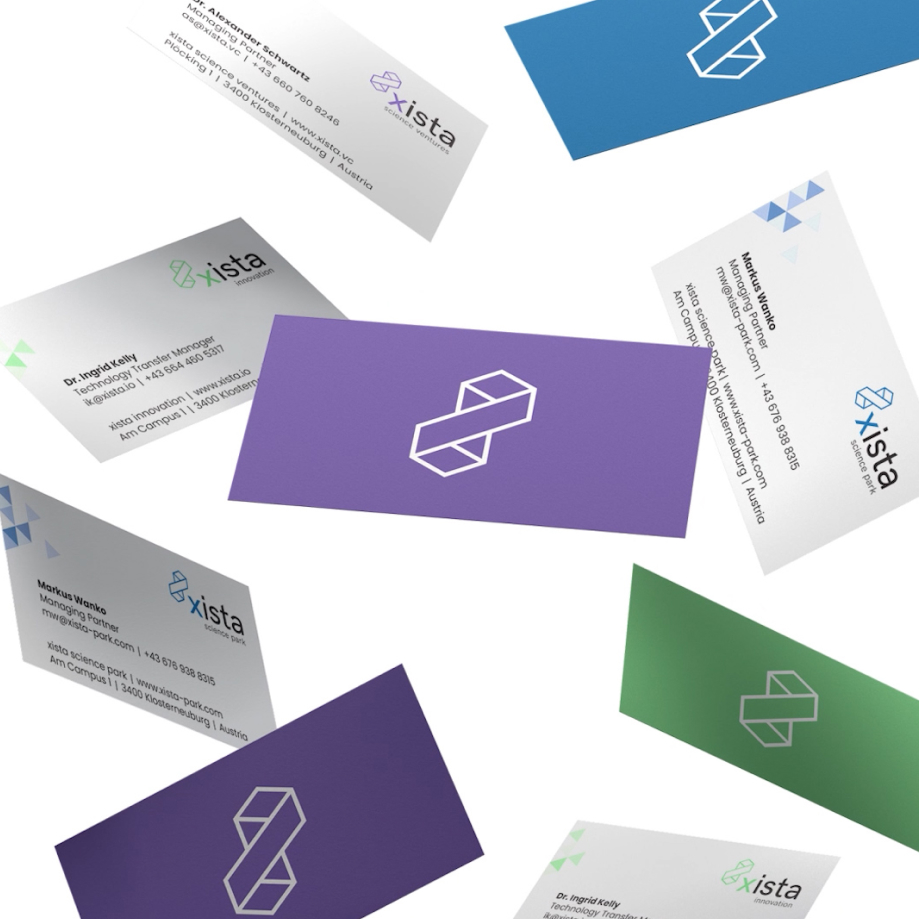 Dr. Alexander Schwartz
Managing Partner
as@xista.vc | +43 660 760 8246
xista science ventures | www.xista.vc
Plöcking 1 | 3400 Klosterneuburg | Austria
xista
science ventures
xista
innovation
Dr. Ingrid Kelly
Technology Transfer Manager
ik@xista.io | +43 664 460 5317
xista innovation | www.xista.io
Am Campus 1 | 3400 Klosterne
Markus Wanko
Managing Partner
mw@xista-park.com | +43 676 938 8315
xista science park | www.xista-park.com
Am C 3400 Klosterneuburg | Austria
xista
science park
xista
science park
Markus Wanko
Managing Partner
mw@xista-park.com | +43 676 938 8315
xista science park | www.xista-park.com
Am Campus 1 | 3400 Klosterneuburg | Austria
xista
innovation
Dr. Ingrid Kelly
Technology Transfer M